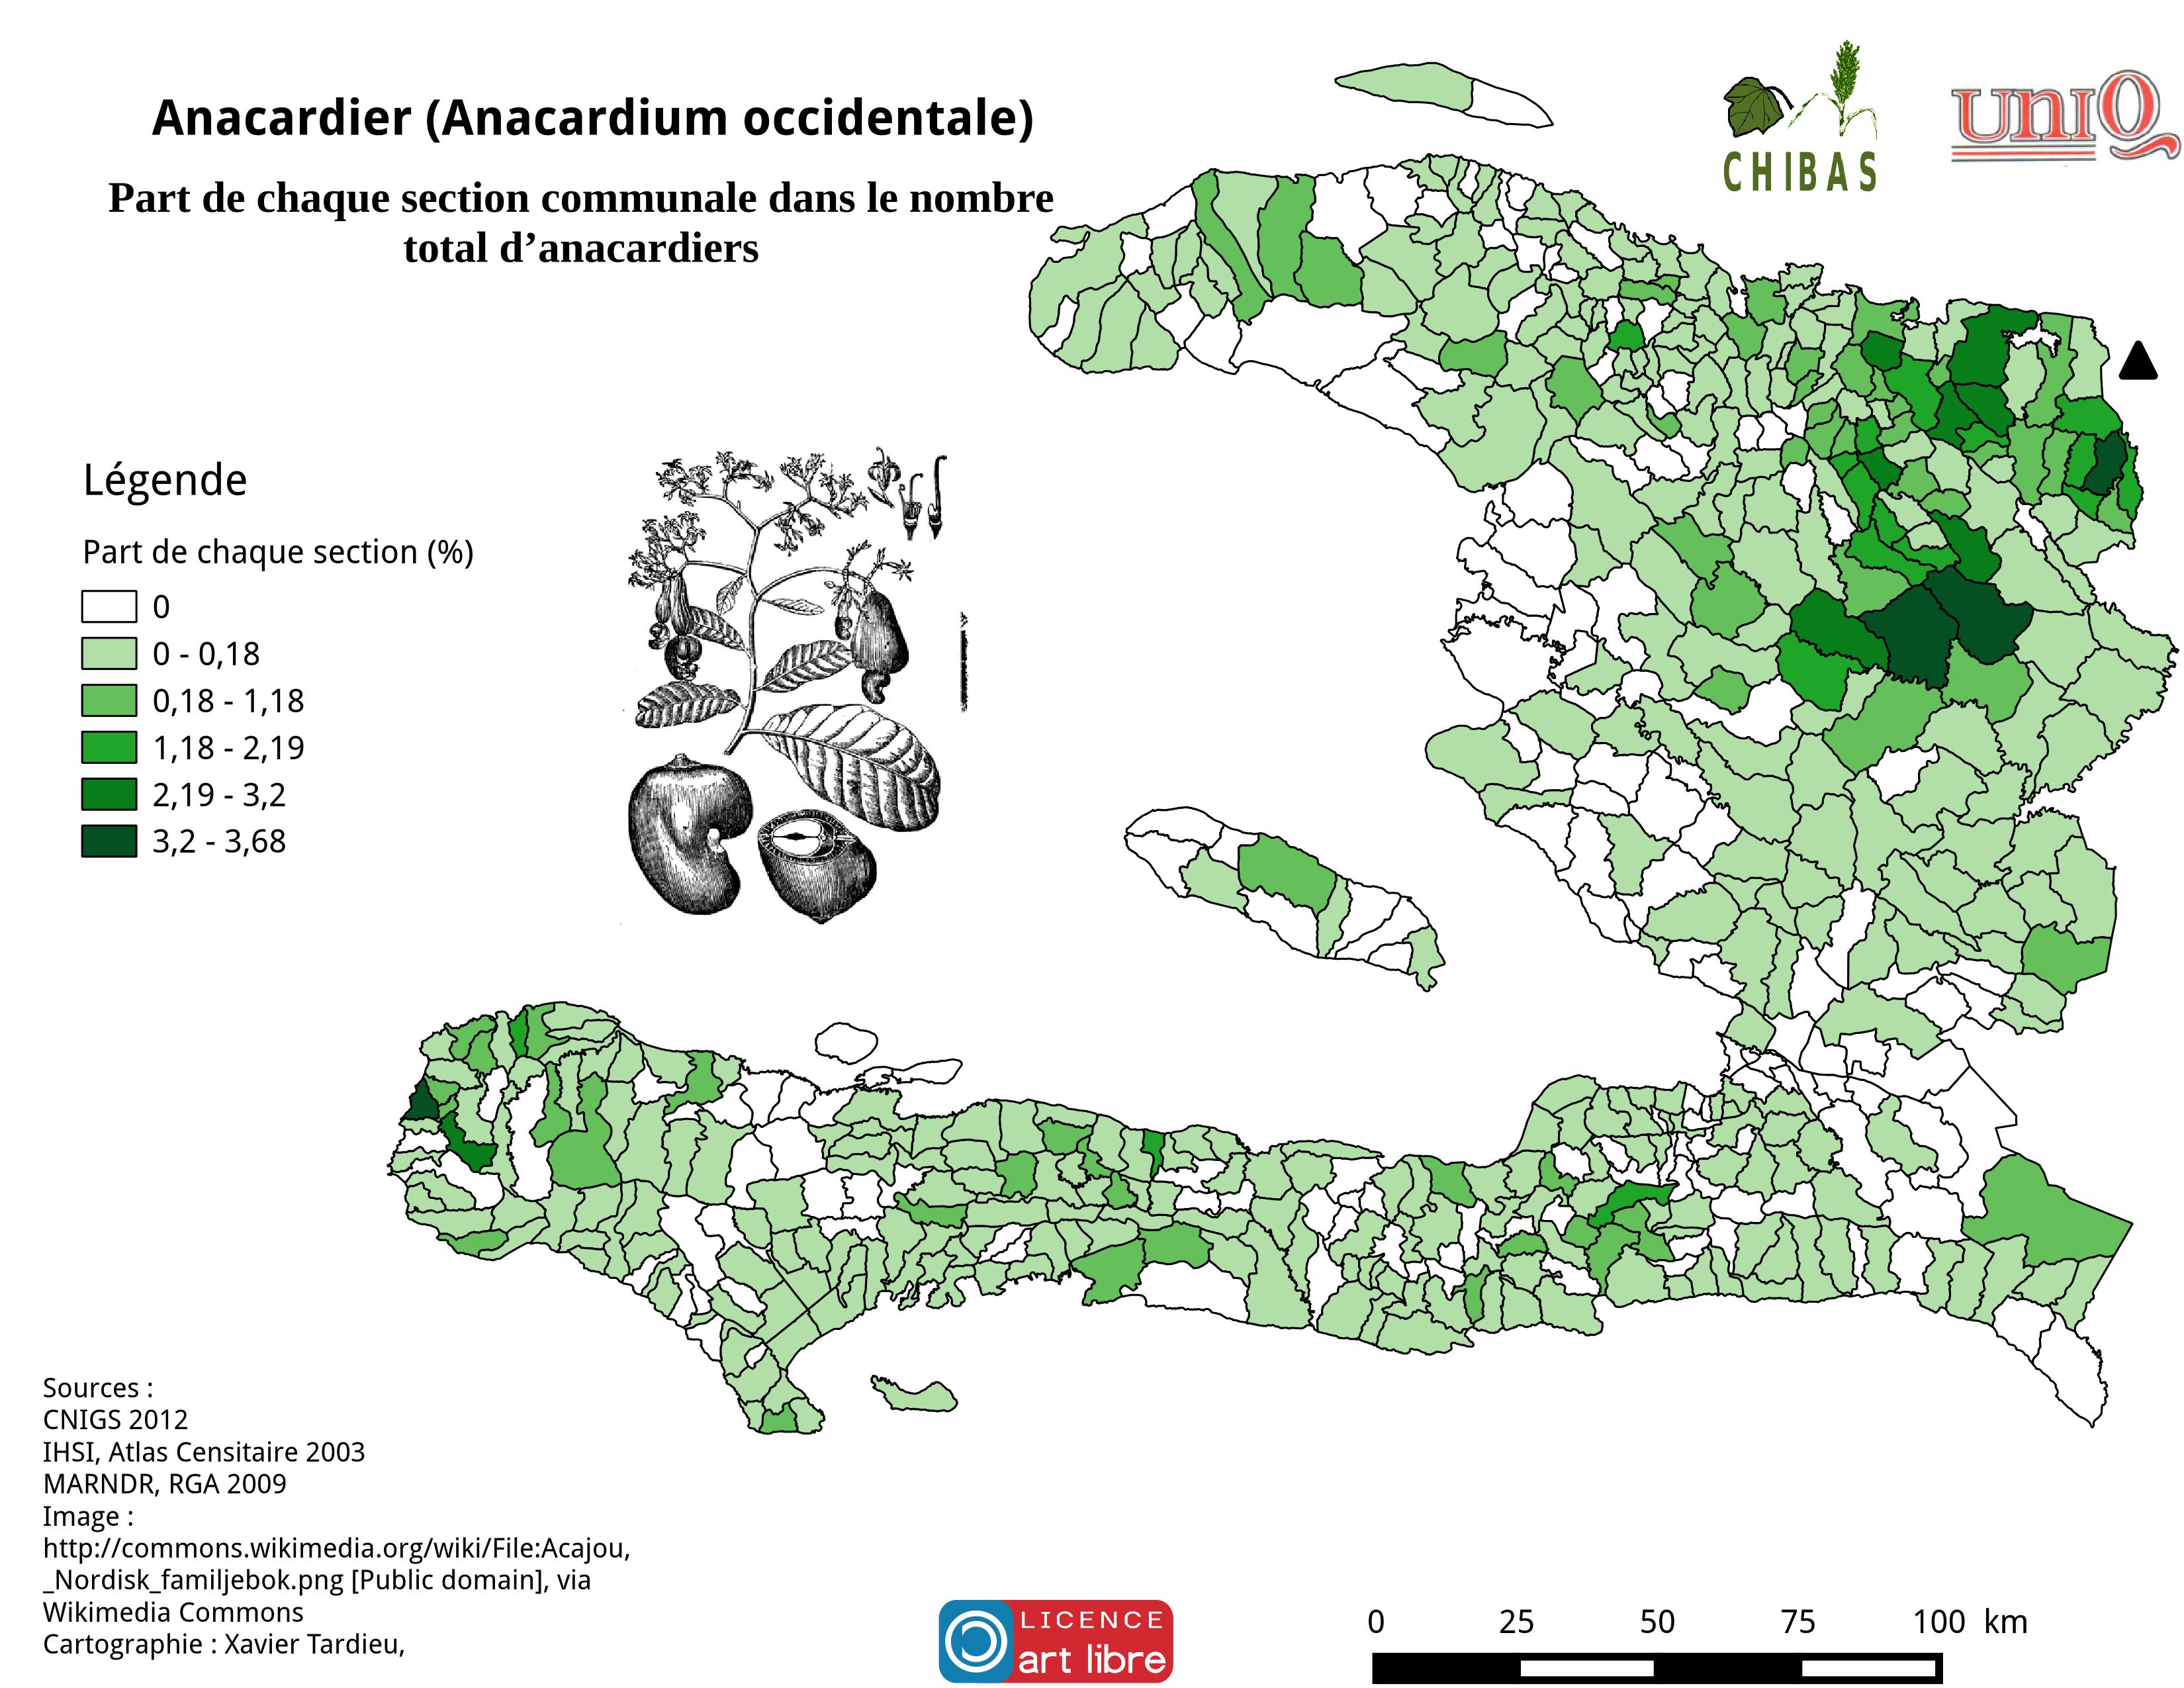 Anacardier (Anacardium occidentale)
Part de chaque section communale dans le nombre
total d’anacardiers
CHIBAS
UNIQ
Légende
Part de chaque section (%)
0
0 - 0,18
0,18 - 1,18
1,18 - 2,19
2,19 - 3,2
3,2 - 3,68
Sources :
CNIGS 2012
IHSI, Atlas Censitaire 2003
MARNDR, RGA 2009
Image :
http://commons.wikimedia.org/wiki/File:Acajou,
_Nordisk_familjebok.png [Public domain], via
Wikimedia Commons
Cartographie : Xavier Tardieu,
LICENCE
art libre
0 25 50 75 100 km